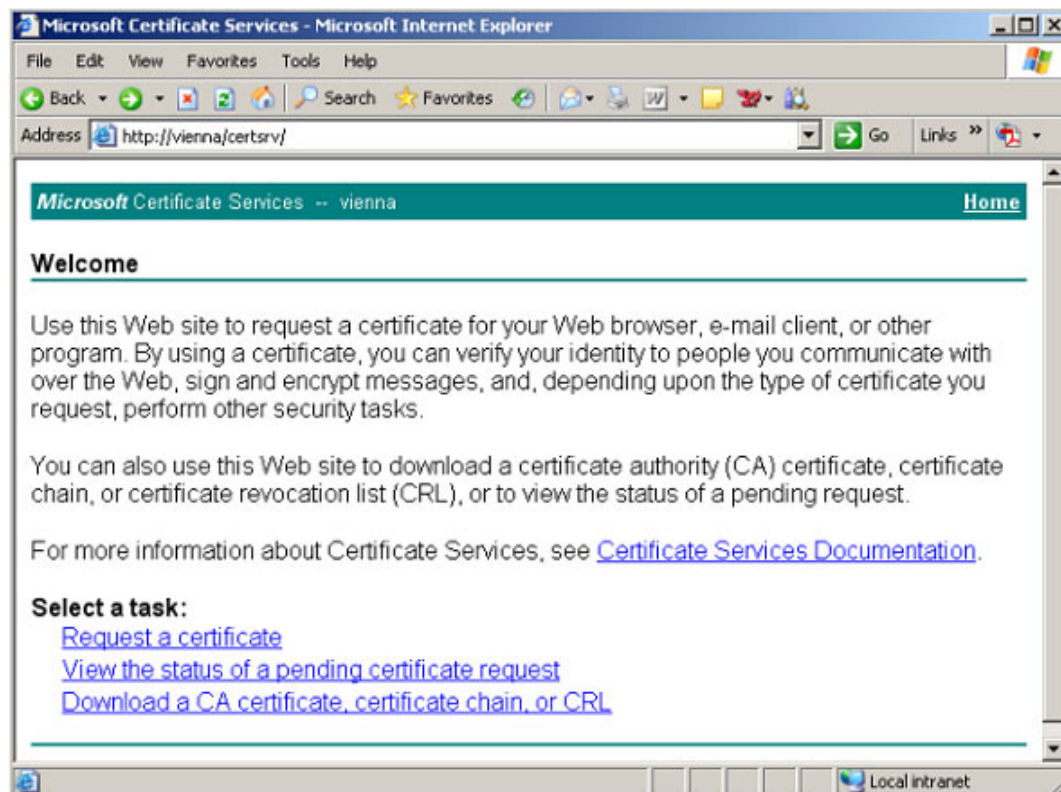 Microsoft Certificate Services - Microsoft Internet Explorer
File Edit View Favorites Tools Help
Back Search Favorites W
Address http://vienna/certsrv/ Go Links »
Microsoft Certificate Services -- vienna Home
Welcome
Use this Web site to request a certificate for your Web browser, e-mail client, or other
program. By using a certificate, you can verify your identity to people you communicate with
over the Web, sign and encrypt messages, and, depending upon the type of certificate you
request, perform other security tasks.
You can also use this Web site to download a certificate authority (CA) certificate, certificate
chain, or certificate revocation list (CRL), or to view the status of a pending request.
For more information about Certificate Services, see Certificate Services Documentation.
Select a task:
Request a certificate
View the status of a pending certificate request
Download a CA certificate, certificate chain, or CRL
Local intranet